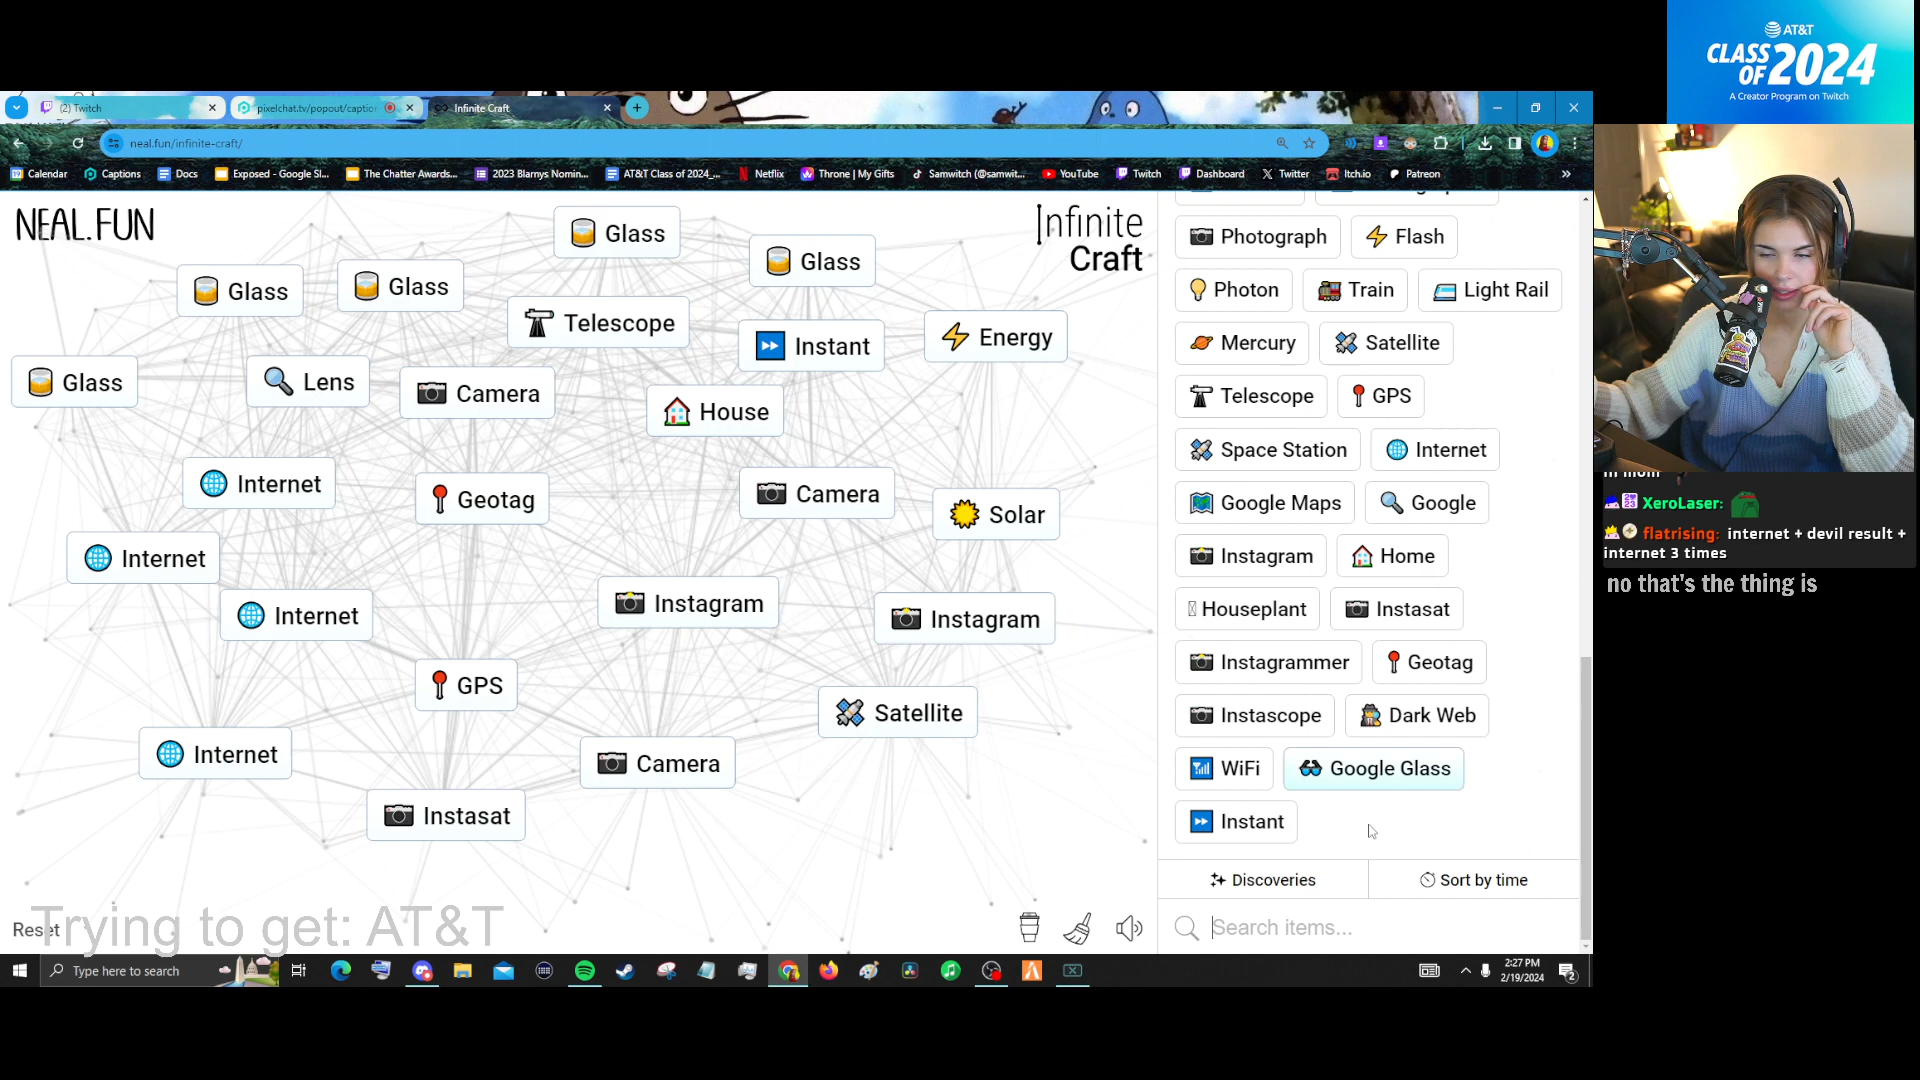 AT&T
CLASS
OF 2024
A Creator Program on Twitch
(2) Twitch
pixelchat.tv/popout/caption
Infinite Craft
neal.fun/infinite-craft/
Calendar
Captions
Docs
Exposed - Google Sl...
The Chatter Awards...
2023 Blarnys Nomin...
AT&T Class of 2024_...
Netflix
Throne | My Gifts
Samwitch (@samwit...
YouTube
Twitch
Dashboard
Twitter
Itch.io
Patreon
NEAL.FUN
Infinite
Craft
Glass
Glass
Glass
Glass
Telescope
Instant
Energy
Glass
Lens
Camera
House
Internet
Geotag
Camera
Solar
Internet
Internet
Instagram
Instagram
GPS
Satellite
Internet
Camera
Instasat
Photograph
Flash
Photon
Train
Light Rail
Mercury
Satellite
Telescope
GPS
Space Station
Internet
Google Maps
Google
Instagram
Home
Houseplant
Instasat
Instagrammer
Geotag
Instascope
Dark Web
WiFi
Google Glass
Instant
Discoveries
Sort by time
Search items...
Reset
Trying to get: AT&T
XeroLaser:
flatrising: internet + devil result +
internet 3 times
no that's the thing is
Type here to search
2:27 PM
2/19/2024
2